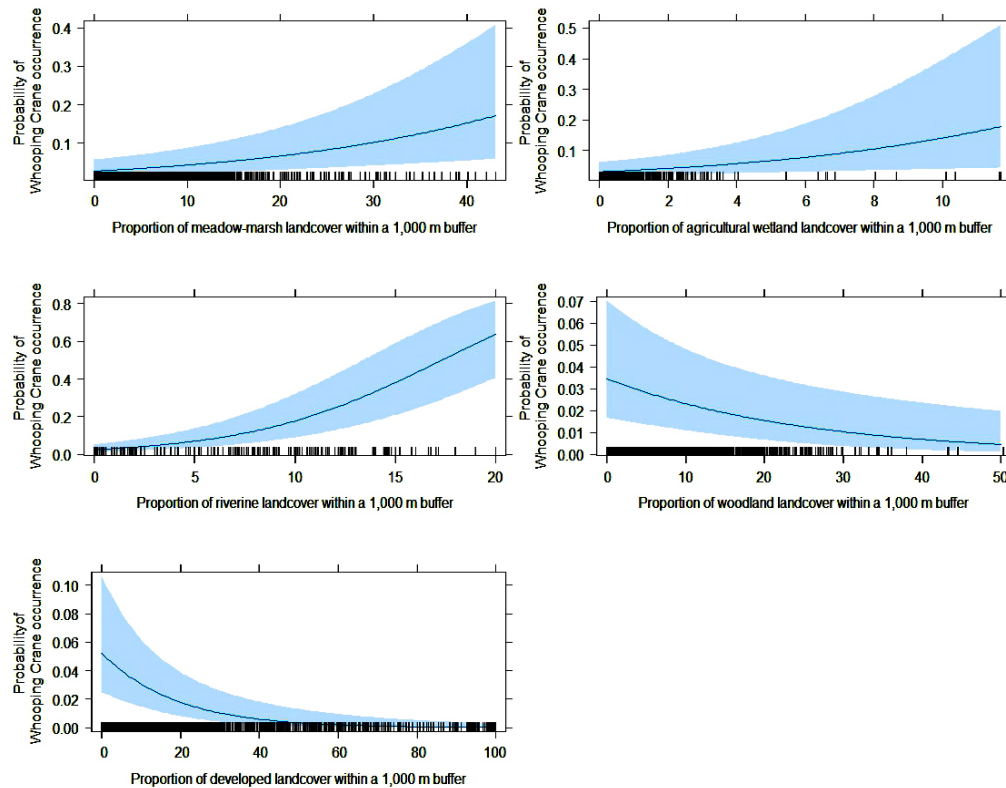 Probability of
Whooping Crane occurrence
0.4
0.3
0.2
0.1
0 10 20 30 40
Proportion of meadow-marsh landcover within a 1,000 m buffer
Probability of
Whooping Crane occurrence
0.5
0.4
0.3
0.2
0.1
0 2 4 6 8 10
Proportion of agricultural wetland landcover within a 1,000 m buffer
Probability of
Whooping Crane occurrence
0.8
0.6
0.4
0.2
0.0
0 5 10 15 20
Proportion of riverine landcover within a 1,000 m buffer
Probability of
Whooping Crane occurrence
0.07
0.06
0.05
0.04
0.03
0.02
0.01
0.00
0 10 20 30 40 50
Proportion of woodland landcover within a 1,000 m buffer
Probabilityof
Whooping Crane occurrence
0.10
0.08
0.06
0.04
0.02
0.00
0 20 40 60 80 100
Proportion of developed landcover within a 1,000 m buffer